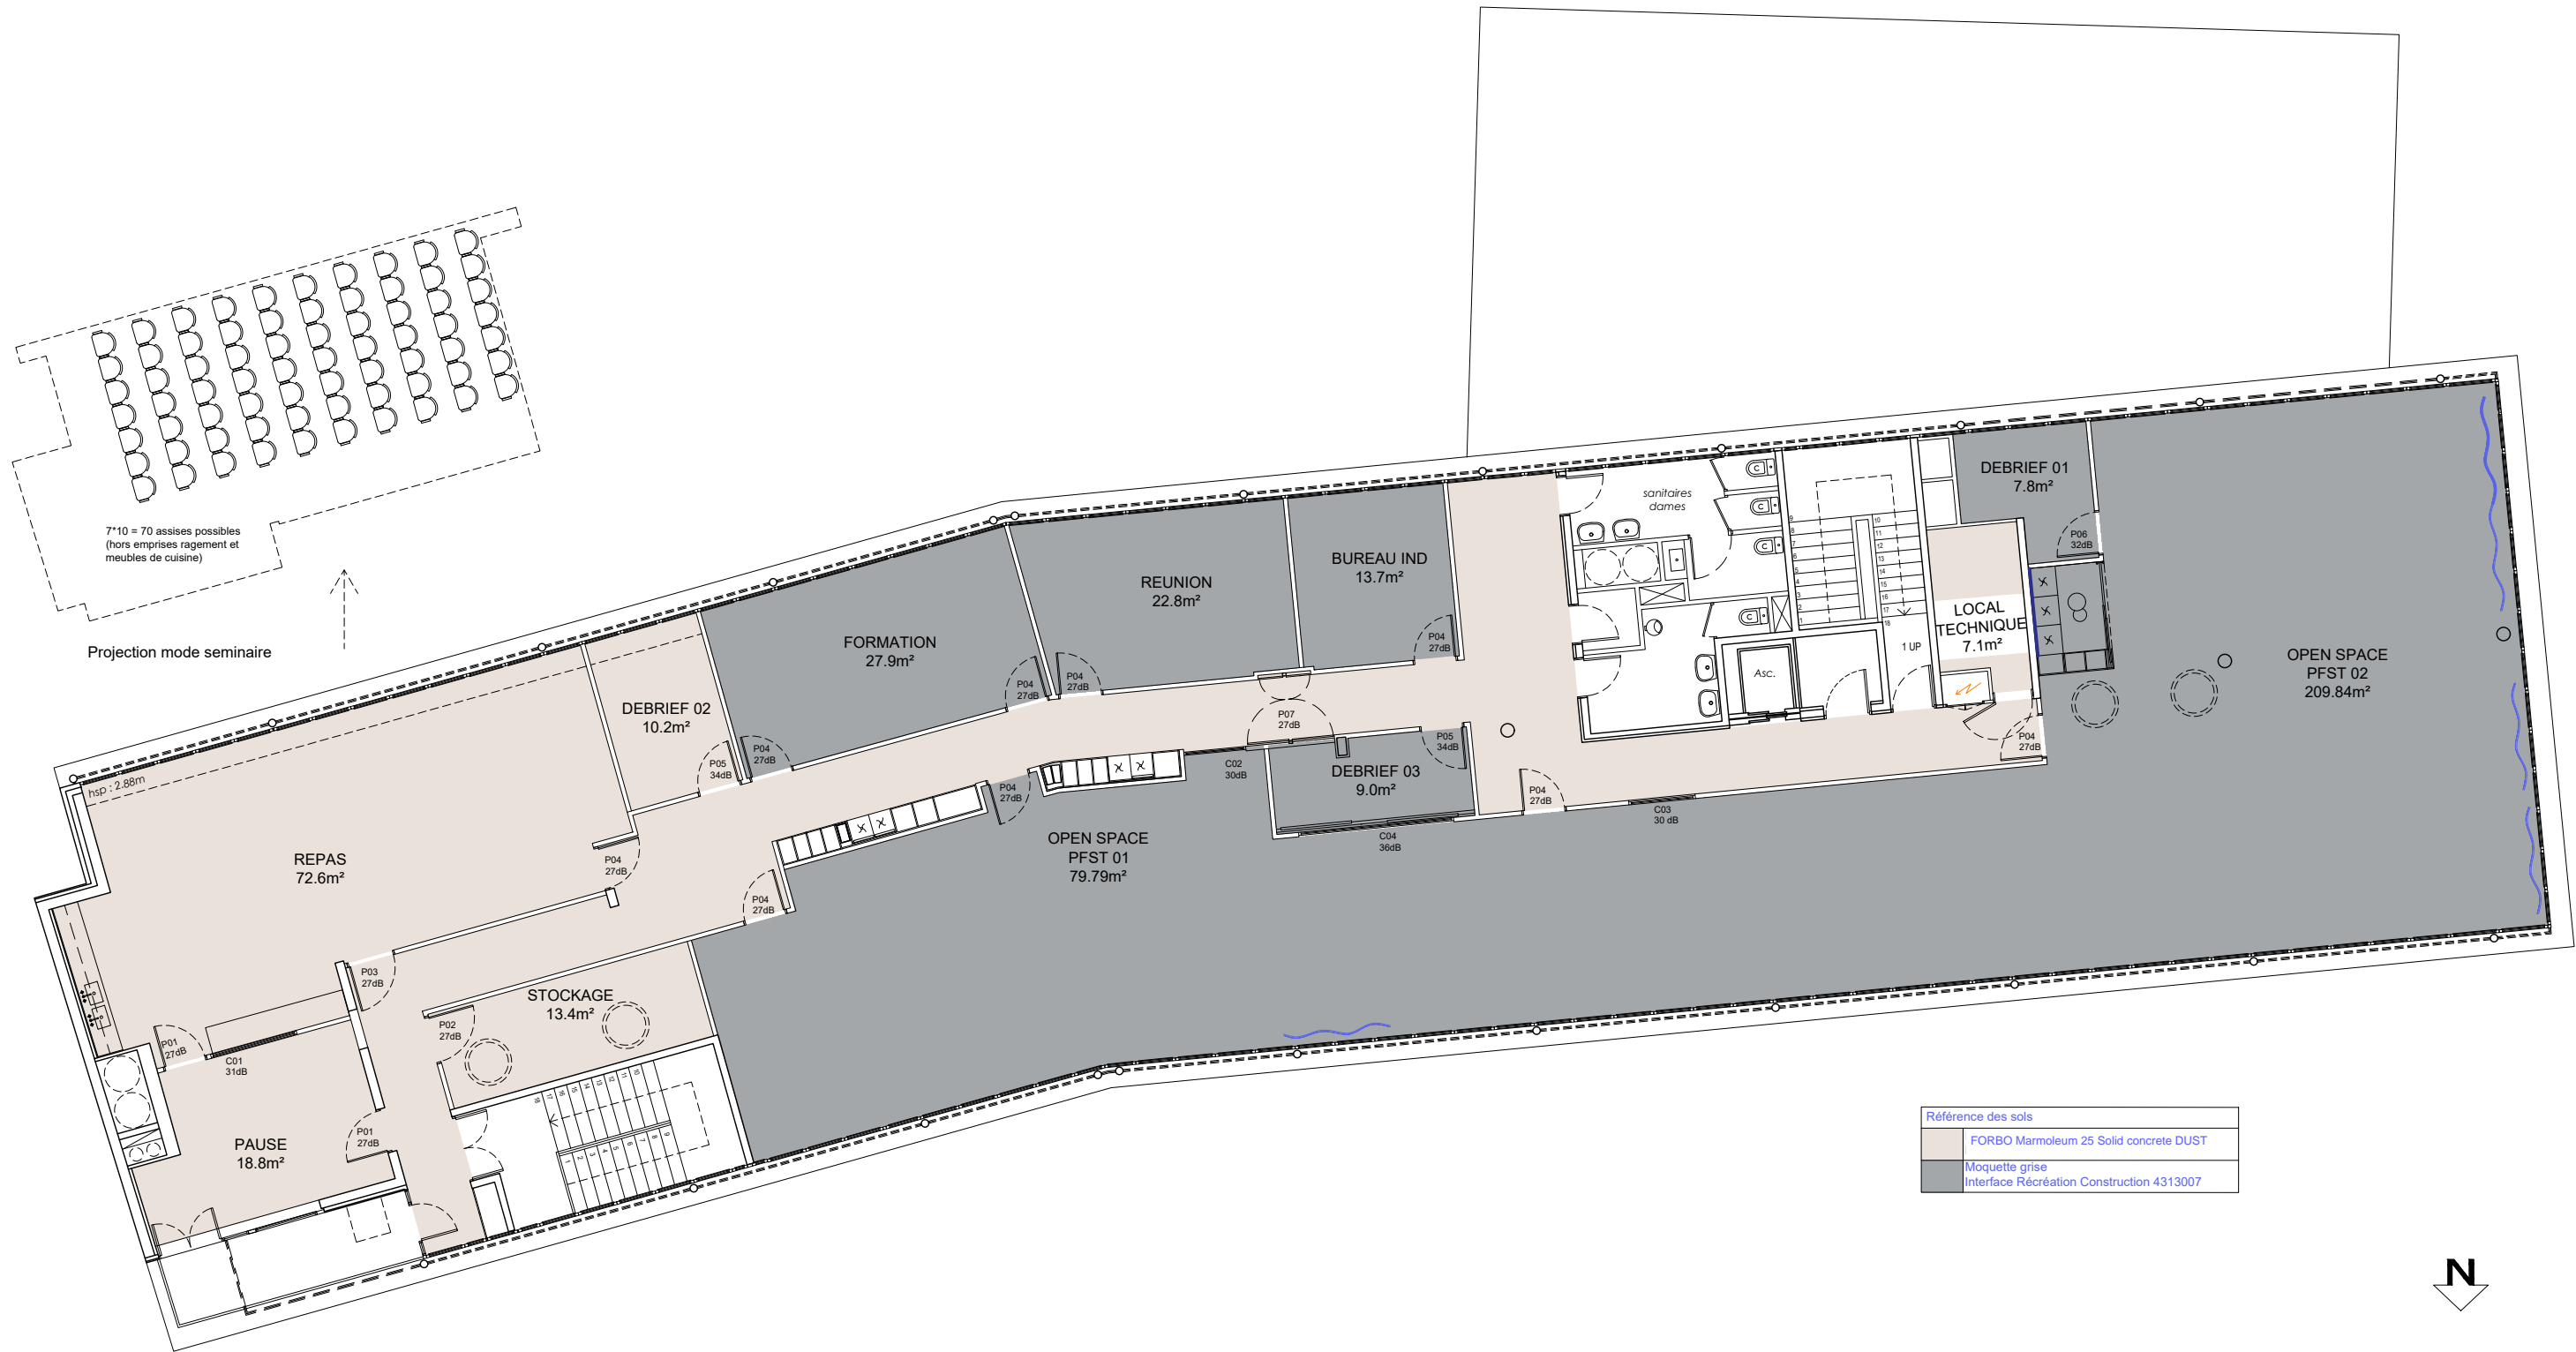 7*10 = 70 assises possibles
(hors emprises ragement et
meubles de cuisine)
Projection mode seminaire
hsp : 2.88m
REPAS
72.6m²
DEBRIEF 02
10.2m²
P05
34dB
P04
27dB
FORMATION
27.9m²
P04
27dB
REUNION
22.8m²
P04
27dB
BUREAU IND
13.7m²
P04
27dB
P07
27dB
sanitaires
dames
C
C
C
C
Asc.
1 UP
DEBRIEF 01
7.8m²
P06
32dB
LOCAL
TECHNIQUE
7.1m²
P04
27dB
OPEN SPACE
PFST 02
209.84m²
C02
30dB
DEBRIEF 03
9.0m²
P05
34dB
C04
36dB
P04
27dB
C03
30 dB
OPEN SPACE
PFST 01
79.79m²
P04
27dB
P04
27dB
P04
27dB
P03
27dB
STOCKAGE
13.4m²
P02
27dB
P01
27dB
C01
31dB
PAUSE
18.8m²
P01
27dB
Référence des sols
FORBO Marmoleum 25 Solid concrete DUST
Moquette grise
Interface Récréation Construction 4313007
N